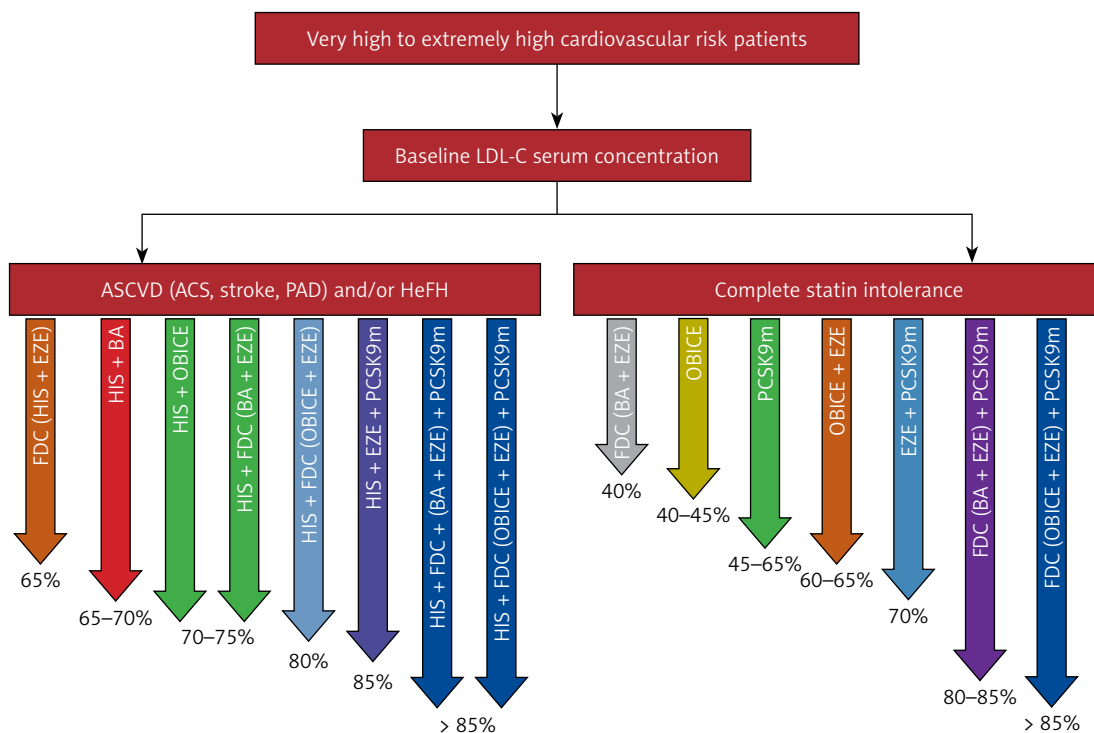 Very high to extremely high cardiovascular risk patients
Baseline LDL-C serum concentration
ASCVD (ACS, stroke, PAD) and/or HeFH
FDC (HIS + EZE)
65%
HIS + BA
65–70%
HIS + OBICE
HIS + FDC (BA + EZE)
70–75%
HIS + FDC (OBICE + EZE)
80%
HIS + EZE + PCSK9m
85%
HIS + FDC + (BA + EZE) + PCSK9m
HIS + FDC (OBICE + EZE) + PCSK9m
> 85%
Complete statin intolerance
FDC (BA + EZE)
40%
OBICE
40–45%
PCSK9m
45–65%
OBICE + EZE
60–65%
EZE + PCSK9m
70%
FDC (BA + EZE) + PCSK9m
80–85%
FDC (OBICE + EZE) + PCSK9m
> 85%